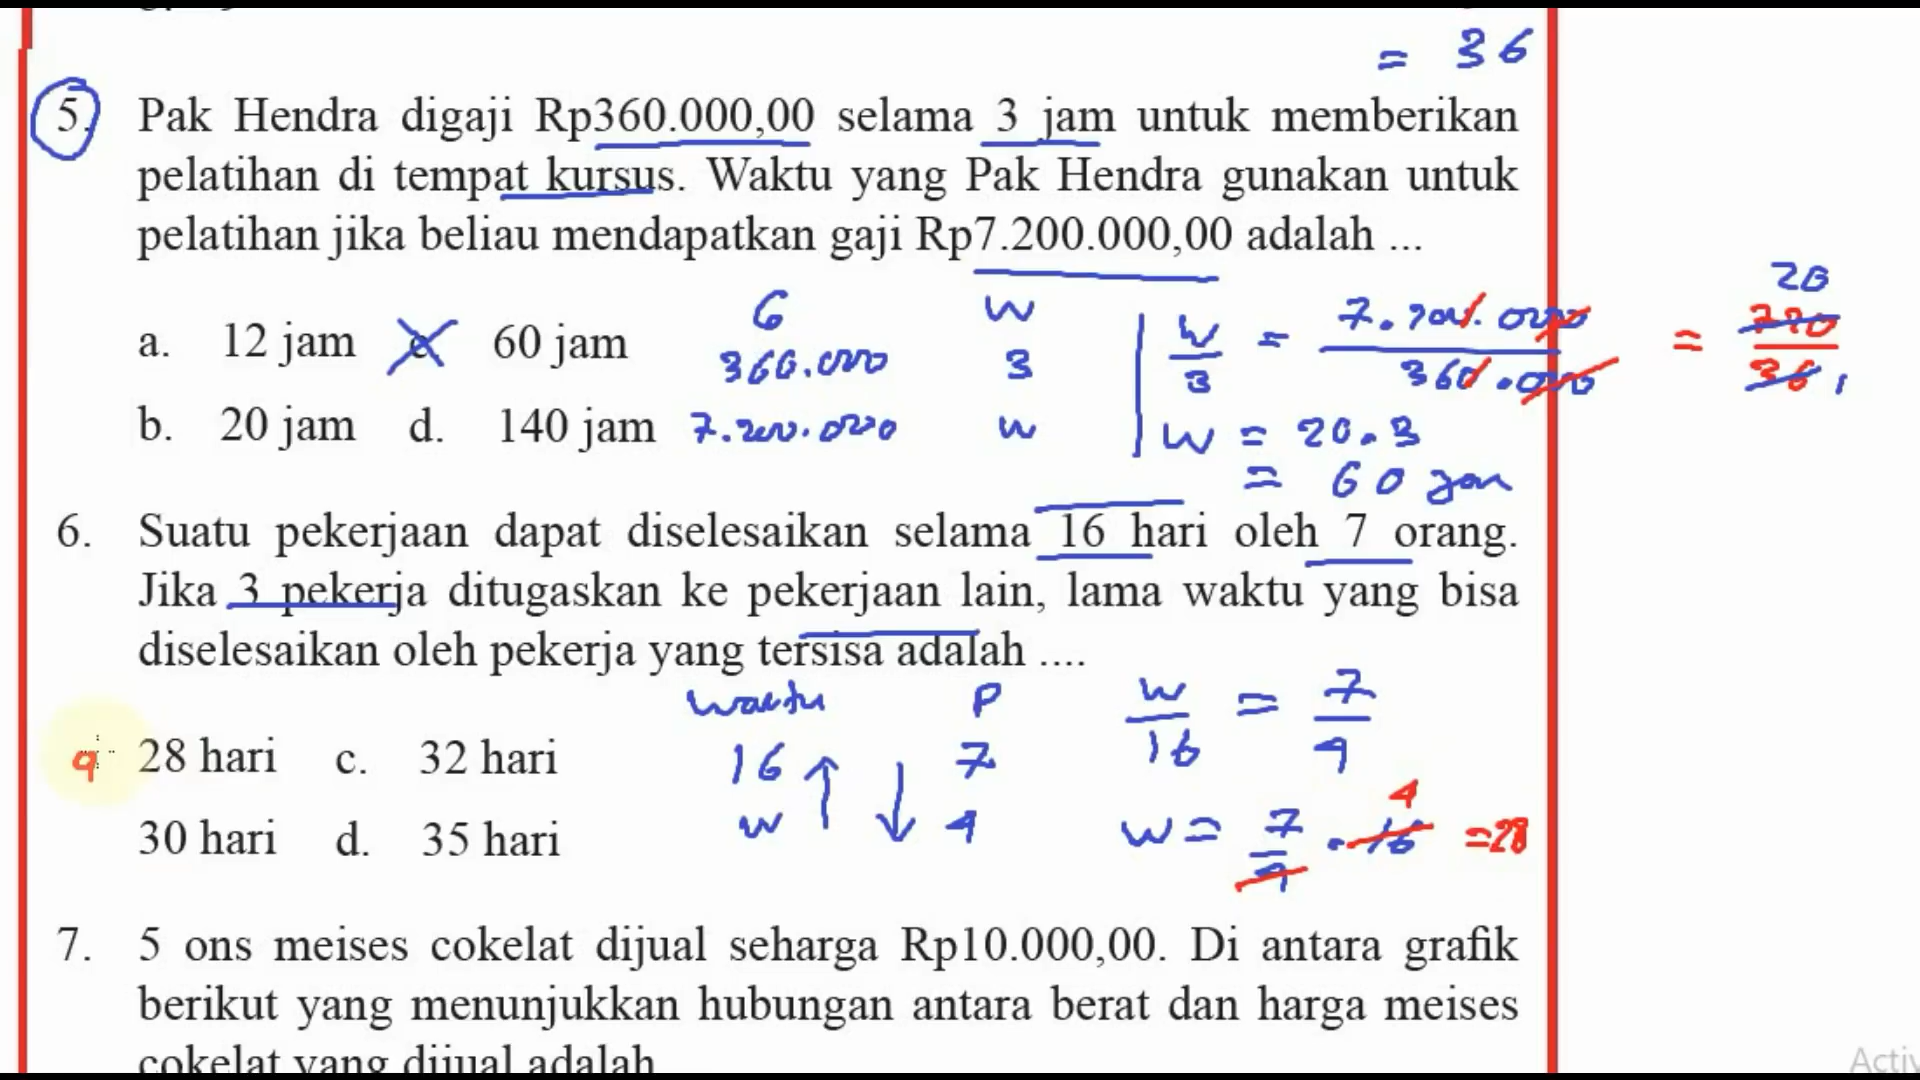 = 36
5. Pak Hendra digaji Rp360.000,00 selama 3 jam untuk memberikan
pelatihan di tempat kursus. Waktu yang Pak Hendra gunakan untuk
pelatihan jika beliau mendapatkan gaji Rp7.200.000,00 adalah ...
a. 12 jam 60 jam
b. 20 jam d. 140 jam
G W
360.000 3
7.200.000 w
W/3 = 7.200.000/360.000 = 720/36 20 1
W = 20.3
= 60 jam
6. Suatu pekerjaan dapat diselesaikan selama 16 hari oleh 7 orang.
Jika 3 pekerja ditugaskan ke pekerjaan lain, lama waktu yang bisa
diselesaikan oleh pekerja yang tersisa adalah ....
a 28 hari c. 32 hari
30 hari d. 35 hari
Waktu P
16 7
w 4
W/16 = 7/4
W = 7/4 . 16 4 = 28
7. 5 ons meises cokelat dijual seharga Rp10.000,00. Di antara grafik
berikut yang menunjukkan hubungan antara berat dan harga meises
cokelat yang dijual adalah
Activ